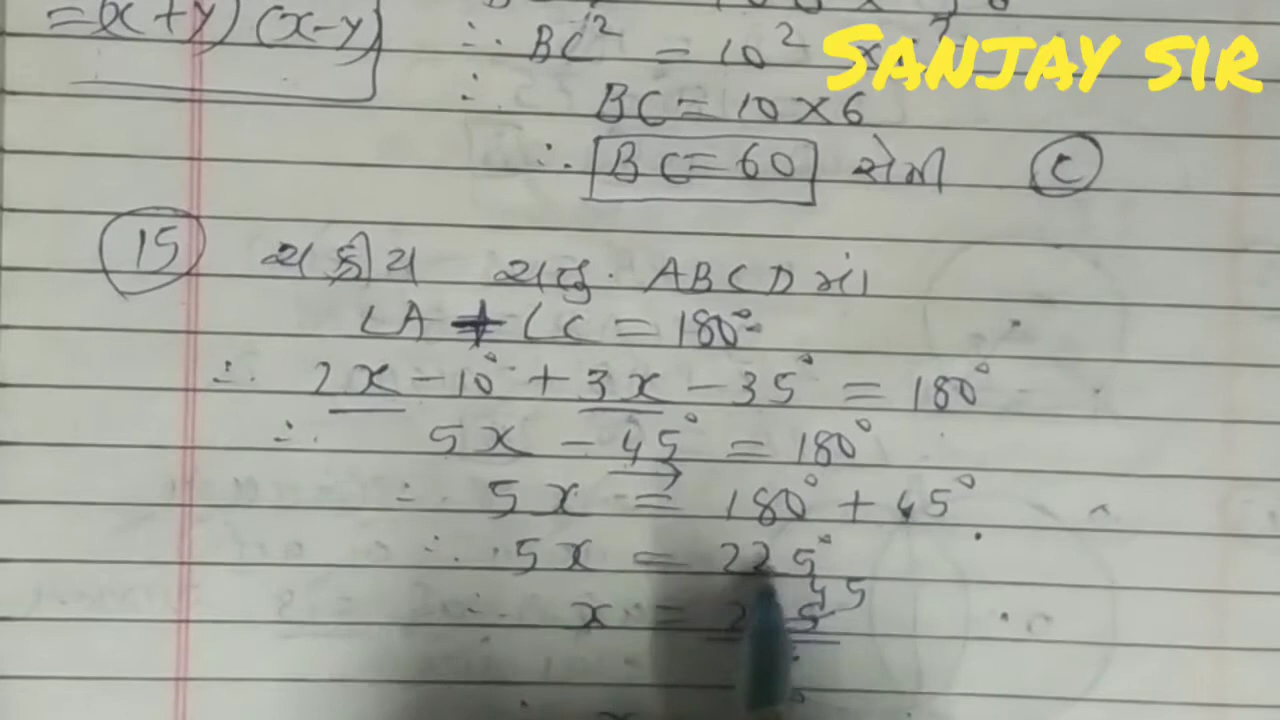 =(x+y)(x-y)
∴ BC² = 10² ×
SANJAY SIR
∴ BC = 10 × 6
∴ BC = 60 સેમી (C)
(15) ચક્રીય ચતુ. ABCD માં
∠A + ∠C = 180°
∴ 2x - 10° + 3x - 35° = 180°
∴ 5x - 45° = 180°
∴ 5x = 180° + 45°
∴ 5x = 225°
45
∴ x =